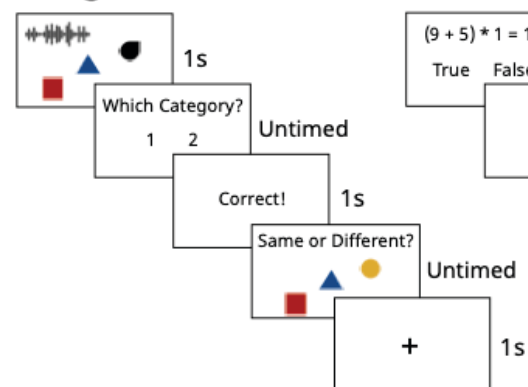 1s
Which Category?
1 2
Untimed
Correct!
1s
Same or Different?
Untimed
+
1s
(9 + 5) * 1 =
True